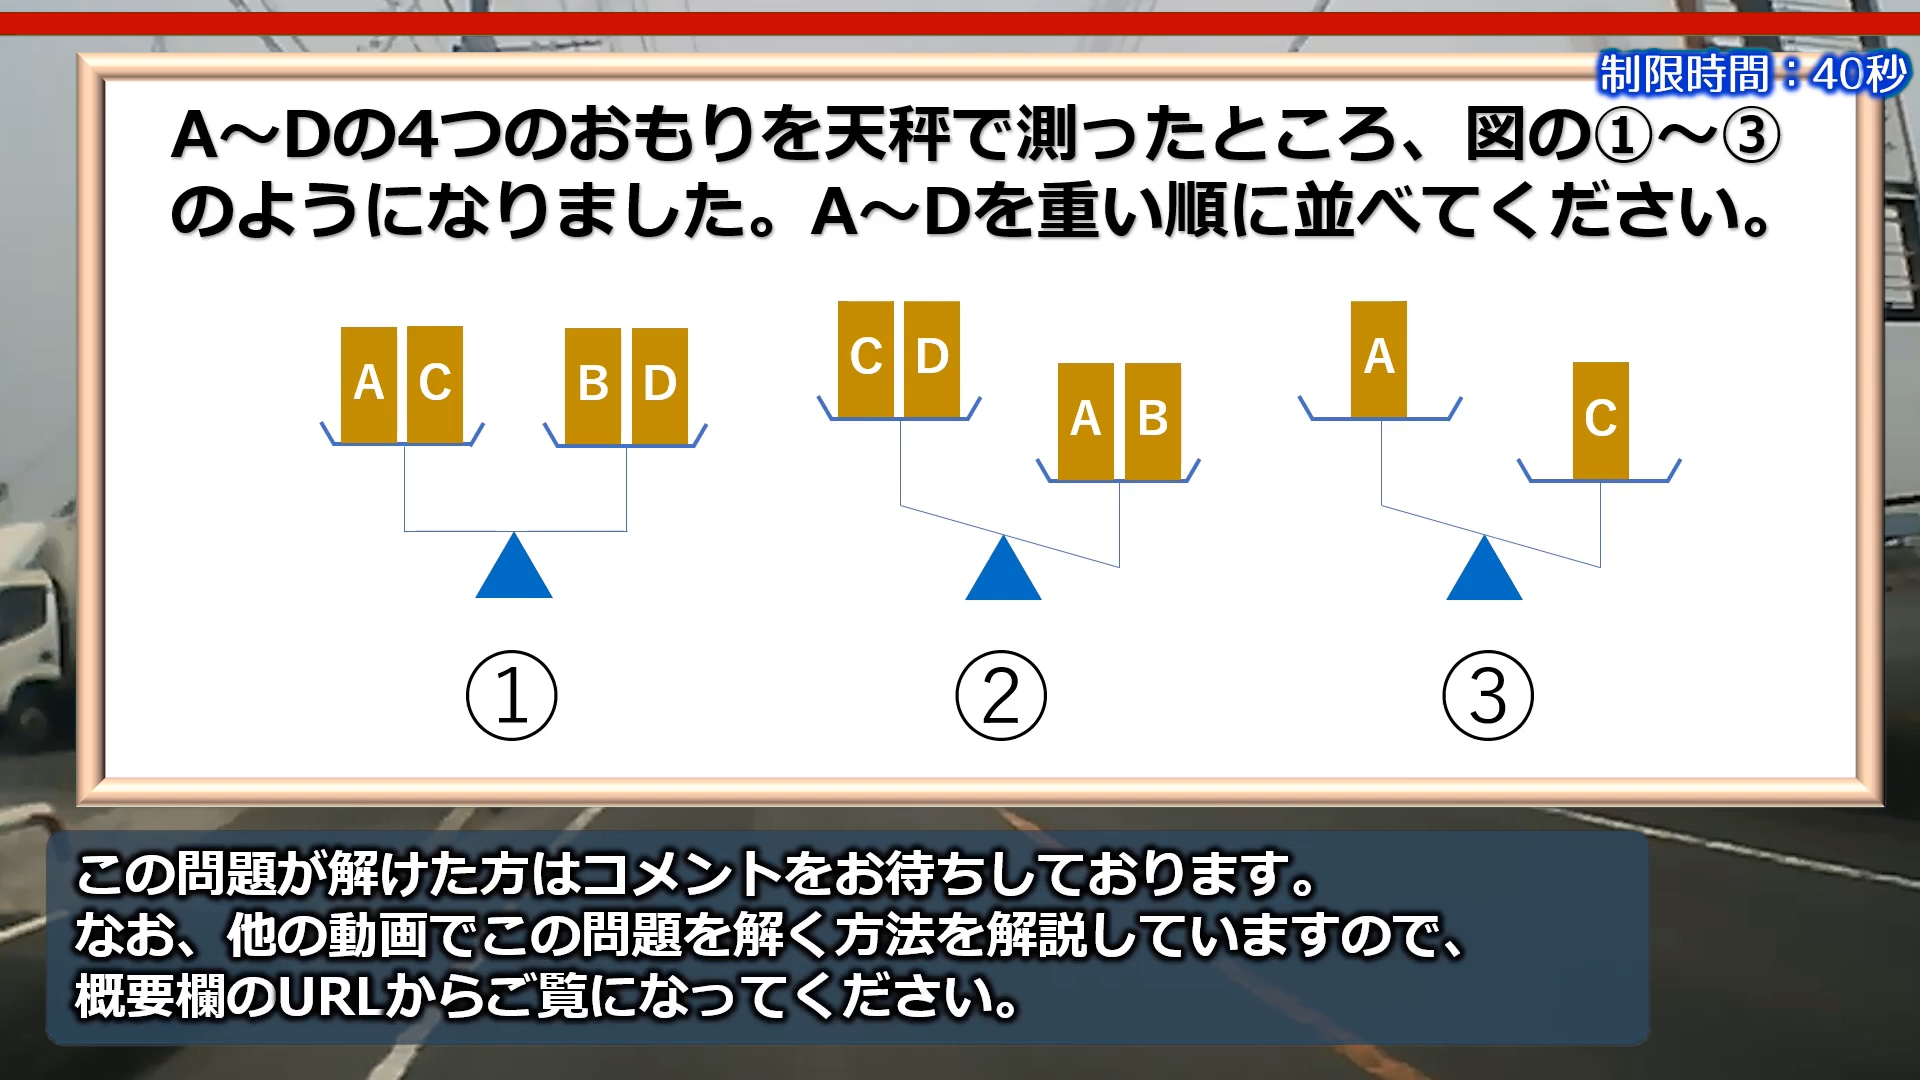 制限時間：40秒
A～Dの4つのおもりを天秤で測ったところ、図の①～③
のようになりました。A～Dを重い順に並べてください。
A C B D C D A B A C
① ② ③
この問題が解けた方はコメントをお待ちしております。
なお、他の動画でこの問題を解く方法を解説していますので、
概要欄のURLからご覧になってください。